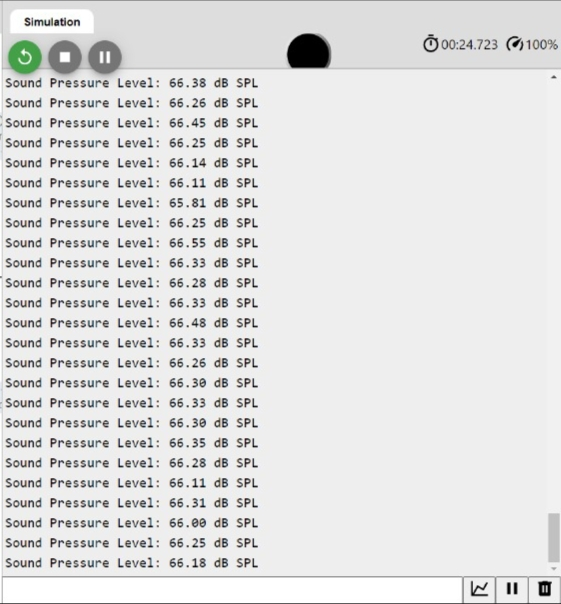 Simulation
00:24.723 100%
Sound Pressure Level: 66.38 dB SPL
Sound Pressure Level: 66.26 dB SPL
Sound Pressure Level: 66.45 dB SPL
Sound Pressure Level: 66.25 dB SPL
Sound Pressure Level: 66.14 dB SPL
Sound Pressure Level: 66.11 dB SPL
Sound Pressure Level: 65.81 dB SPL
Sound Pressure Level: 66.25 dB SPL
Sound Pressure Level: 66.55 dB SPL
Sound Pressure Level: 66.33 dB SPL
Sound Pressure Level: 66.28 dB SPL
Sound Pressure Level: 66.33 dB SPL
Sound Pressure Level: 66.48 dB SPL
Sound Pressure Level: 66.33 dB SPL
Sound Pressure Level: 66.26 dB SPL
Sound Pressure Level: 66.30 dB SPL
Sound Pressure Level: 66.33 dB SPL
Sound Pressure Level: 66.30 dB SPL
Sound Pressure Level: 66.35 dB SPL
Sound Pressure Level: 66.28 dB SPL
Sound Pressure Level: 66.11 dB SPL
Sound Pressure Level: 66.31 dB SPL
Sound Pressure Level: 66.00 dB SPL
Sound Pressure Level: 66.25 dB SPL
Sound Pressure Level: 66.18 dB SPL